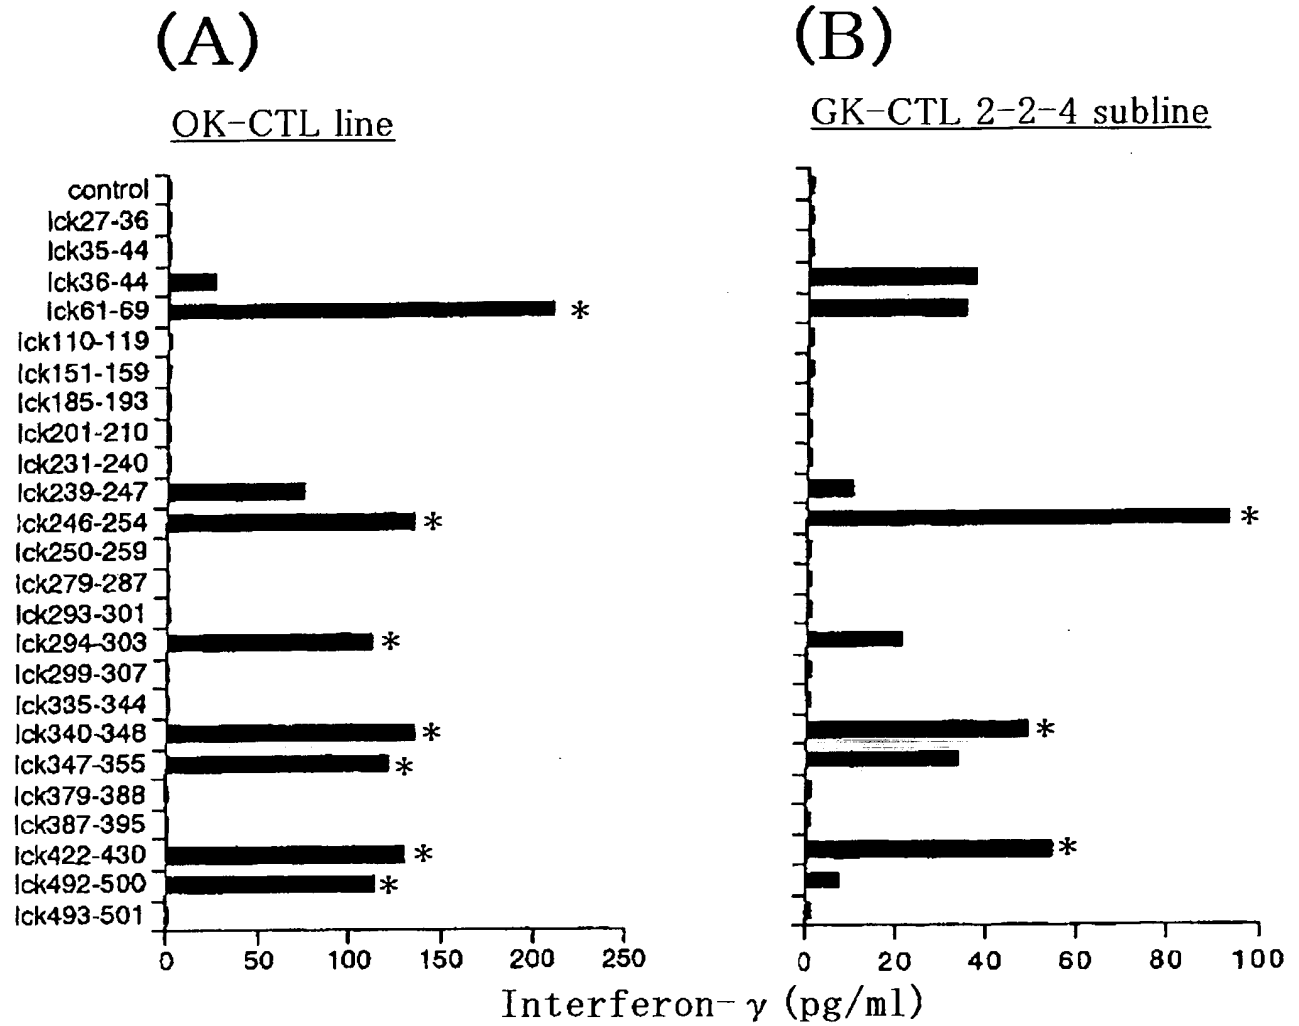 (A)
(B)
OK-CTL line
GK-CTL 2-2-4 subline
control
lck27-36
lck35-44
lck36-44
lck61-69
*
lck110-119
lck151-159
lck185-193
lck201-210
lck231-240
lck239-247
lck246-254
*
*
lck250-259
lck279-287
lck293-301
lck294-303
*
lck299-307
lck335-344
lck340-348
*
*
lck347-355
*
lck379-388
lck387-395
lck422-430
*
*
lck492-500
*
lck493-501
0 50 100 150 200 250
0 20 40 60 80 100
Interferon-γ (pg/ml)